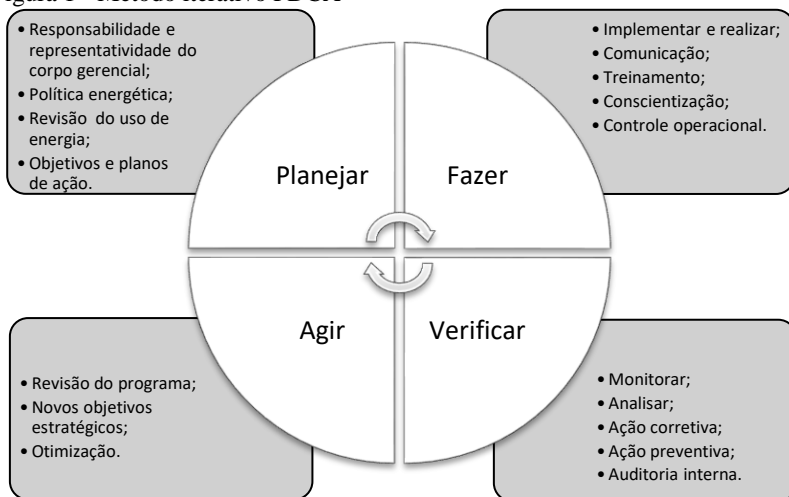 • Responsabilidade e
representatividade do
corpo gerencial;
• Política energética;
• Revisão do uso de
energia;
• Objetivos e planos
de ação.
• Implementar e realizar;
• Comunicação;
• Treinamento;
• Conscientização;
• Controle operacional.
Planejar
Fazer
Agir
Verificar
• Revisão do programa;
• Novos objetivos
estratégicos;
• Otimização.
• Monitorar;
• Analisar;
• Ação corretiva;
• Ação preventiva;
• Auditoria interna.